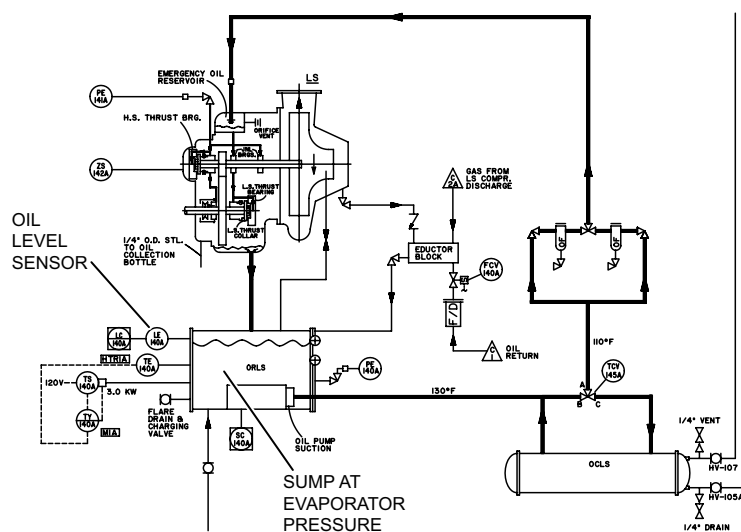 LS
EMERGENCY OIL
RESERVOIR
PE
141A
H.S. THRUST BRG.
ORIFICE
VENT
ZS
142A
L.S.THRUST
BEARING
L.S.THRUST
COLLAR
GAS FROM
LS COMPR.
DISCHARGE
C
2A
OIL
LEVEL
SENSOR
1/4" O.D. STL.
TO OIL
COLLECTION
BOTTLE
EDUCTOR
BLOCK
FCV
140A
F/D
C
1
OIL
RETURN
OF
OF
110°F
LC
140A
LE
140A
HTRIA
TE
140A
ORLS
PE
140A
120V
TS
140A
3.0 KW
TY
140A
MIA
FLARE
DRAIN &
CHARGING
VALVE
SC
140A
OIL PUMP
SUCTION
130°F
A
B
C
TCV
145A
1/4" VENT
HV-107
OCLS
HV-105A
1/4" DRAIN
SUMP AT
EVAPORATOR
PRESSURE